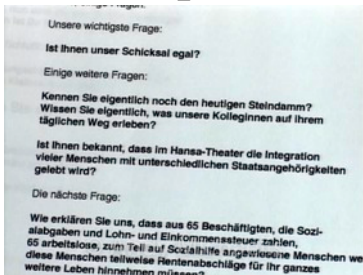 Fragen:
Unsere wichtigste Frage:
Ist Ihnen unser Schicksal egal?
Einige weitere Fragen:
Kennen Sie eigentlich noch den heutigen Steindamm?
Wissen Sie eigentlich, was unsere Kolleginnen auf ihrem
täglichen Weg erleben?
Ist Ihnen bekannt, dass im Hansa-Theater die Integration
vieler Menschen mit unterschiedlichen Staatsangehörigkeiten
gelebt wird?
Die nächste Frage:
Wie erklären Sie uns, dass aus 65 Beschäftigten, die Sozi-
alabgaben und Lohn- und Einkommenssteuer zahlen,
65 arbeitslose, zum Teil auf Sozialhilfe angewiesene Menschen
diese Menschen teilweise Rentenabschläge für ihr ganzes
weitere Leben hinnehmen müssen?